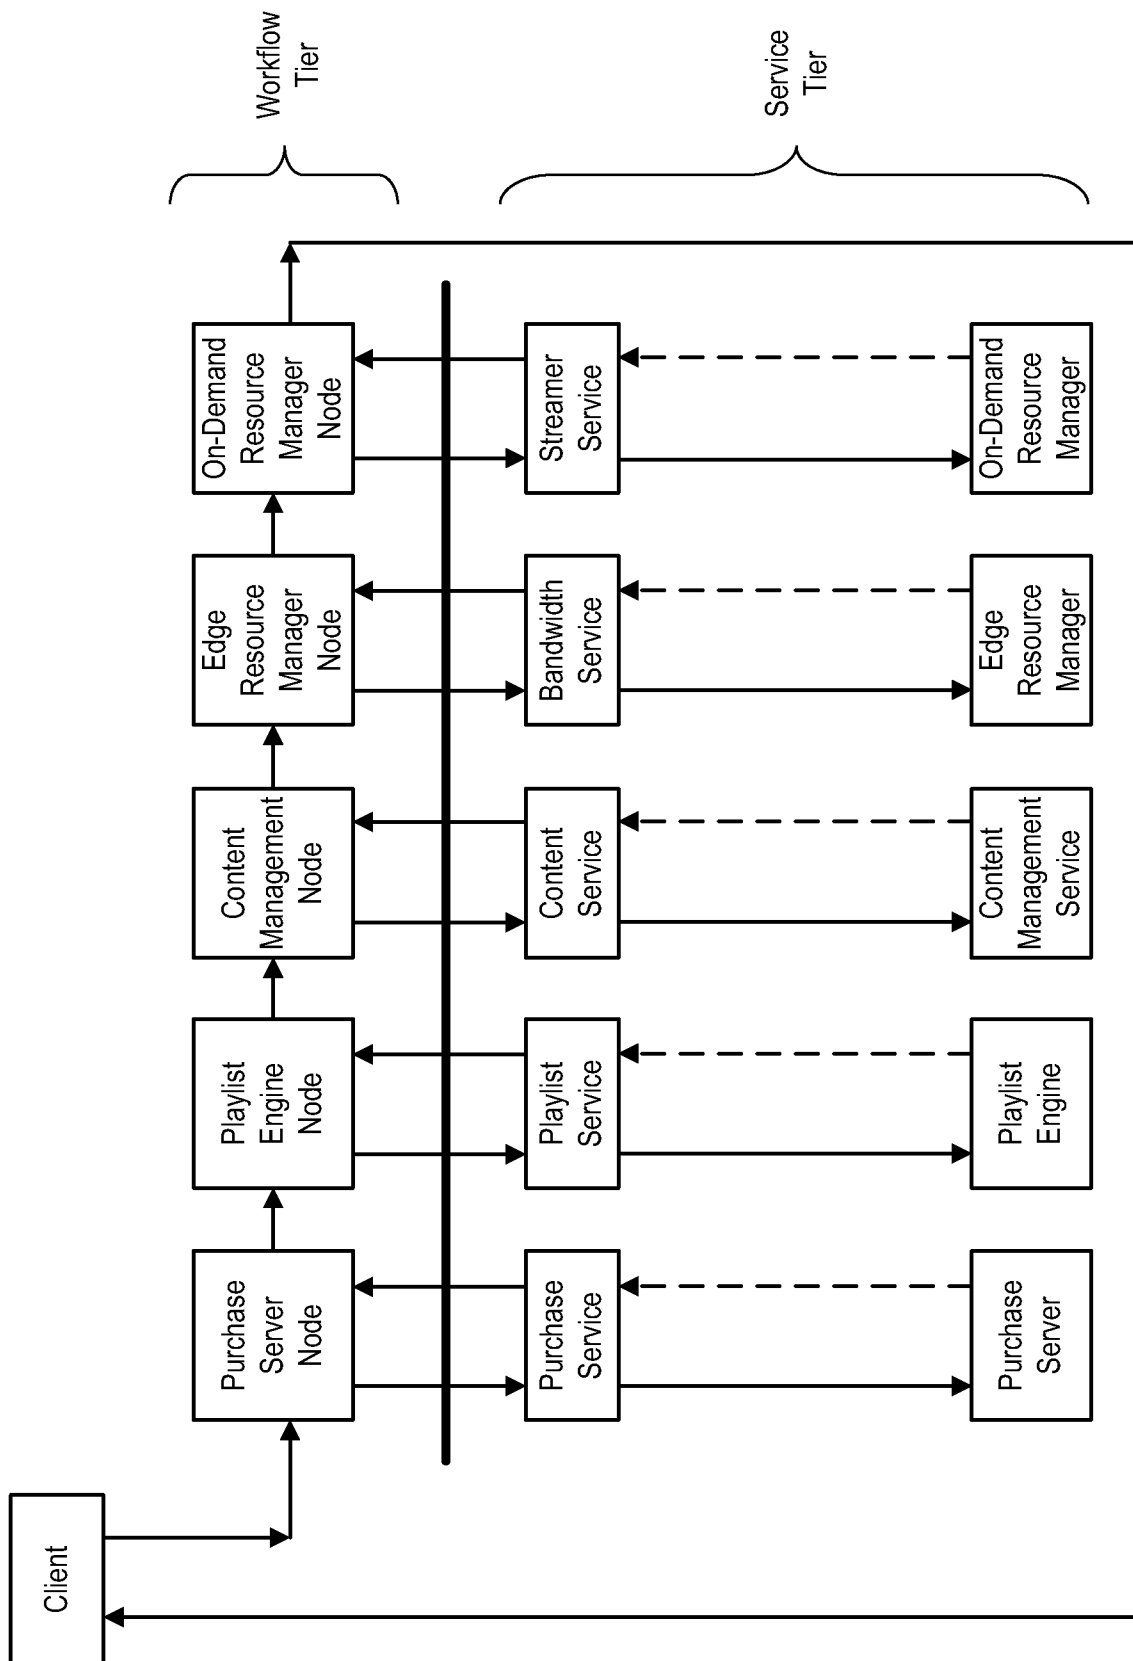 Client
Purchase
Server
Node
Playlist
Engine
Node
Content
Management
Node
Edge
Resource
Manager
Node
On-Demand
Resource
Manager
Node
Workflow
Tier
Purchase
Service
Playlist
Service
Content
Service
Bandwidth
Service
Streamer
Service
Service
Tier
Purchase
Server
Playlist
Engine
Content
Management
Service
Edge
Resource
Manager
On-Demand
Resource
Manager